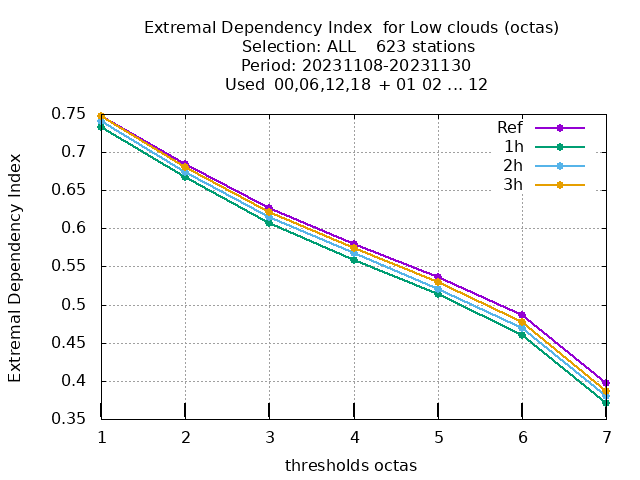 Extremal Dependency Index  for Low clouds (octas)
Selection: ALL    623 stations
Period: 20231108-20231130
Used  00,06,12,18  + 01 02 ... 12
Extremal Dependency Index
0.75
0.7
0.65
0.6
0.55
0.5
0.45
0.4
0.35
Ref
1h
2h
3h
1 2 3 4 5 6 7
thresholds octas